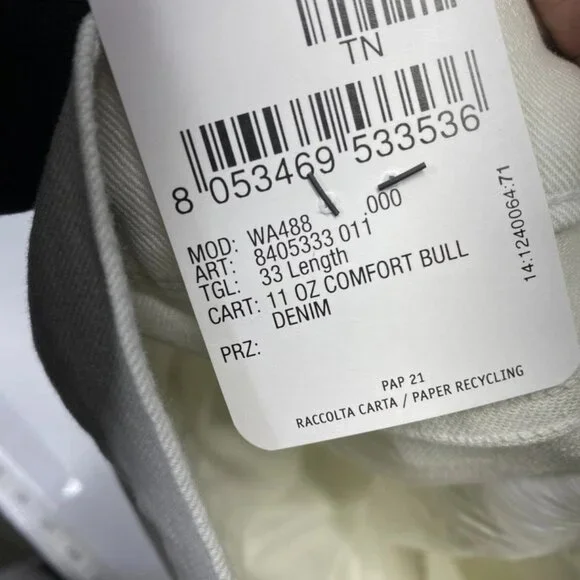 TN
8 053469 533536
MOD: WA488
ART: 8405333 011 .000
TGL: 33 Length
CART: 11 OZ COMFORT BULL
DENIM
PRZ:
PAP 21
RACCOLTA CARTA / PAPER RECYCLING
14:1240064:71